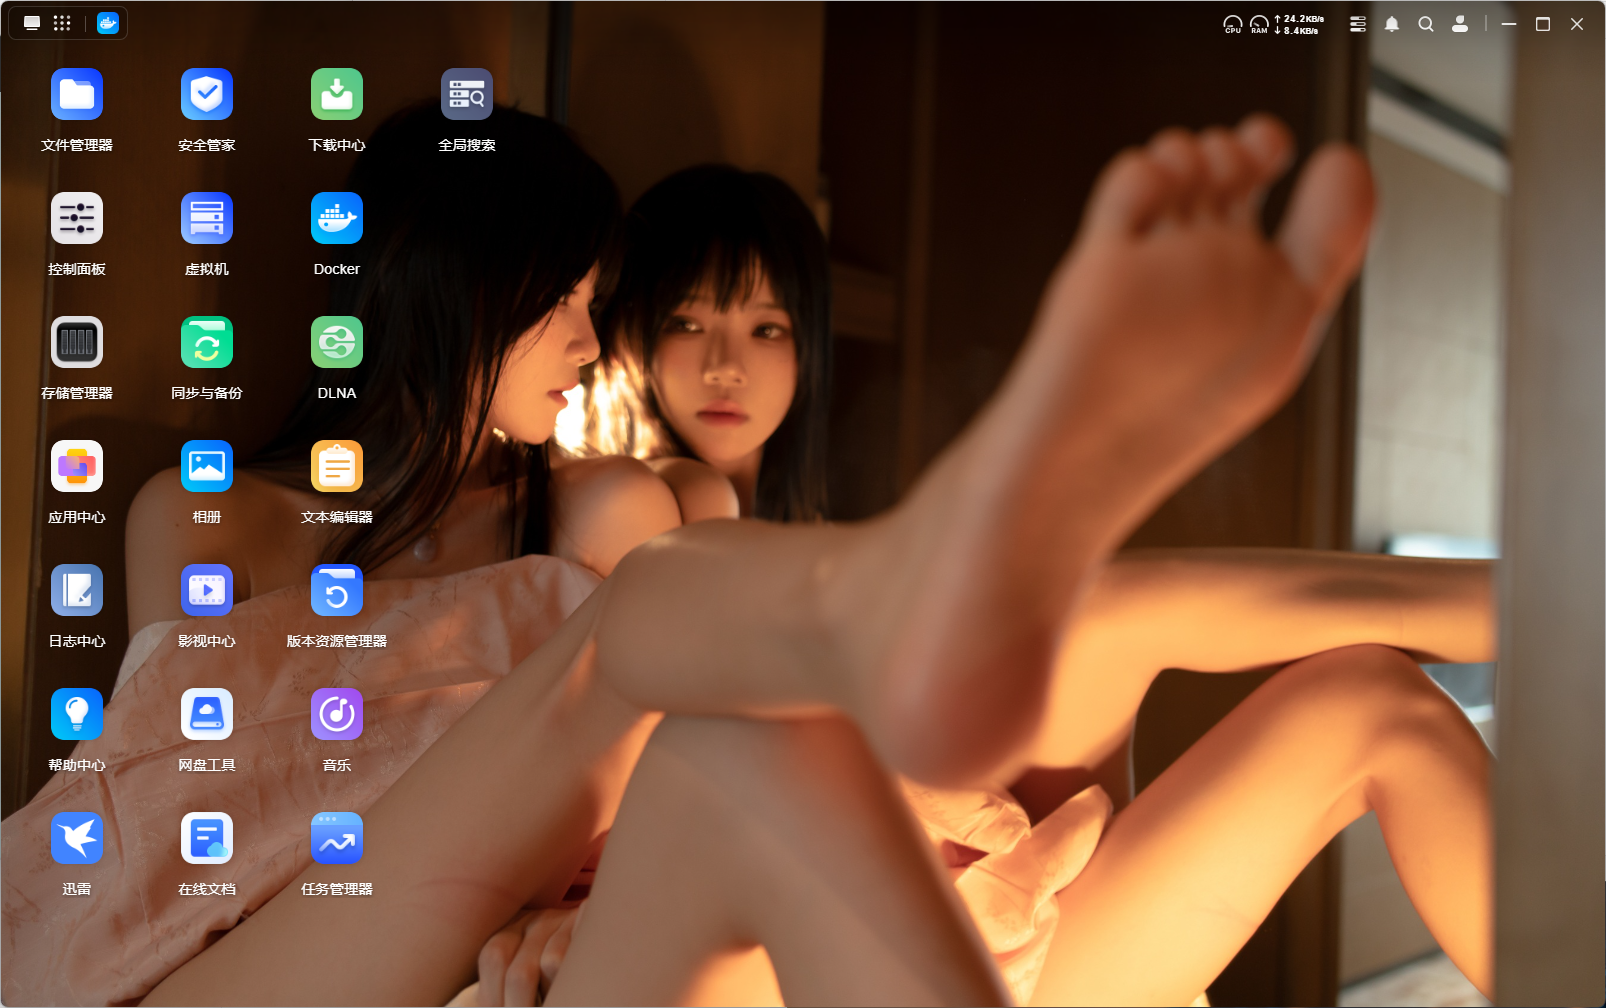 CPU
RAM
↑ 24.2KB/s
↓ 8.4KB/s
文件管理器
安全管家
下载中心
全局搜索
控制面板
虚拟机
Docker
存储管理器
同步与备份
DLNA
应用中心
相册
文本编辑器
日志中心
影视中心
版本资源管理器
帮助中心
网盘工具
音乐
迅雷
在线文档
任务管理器